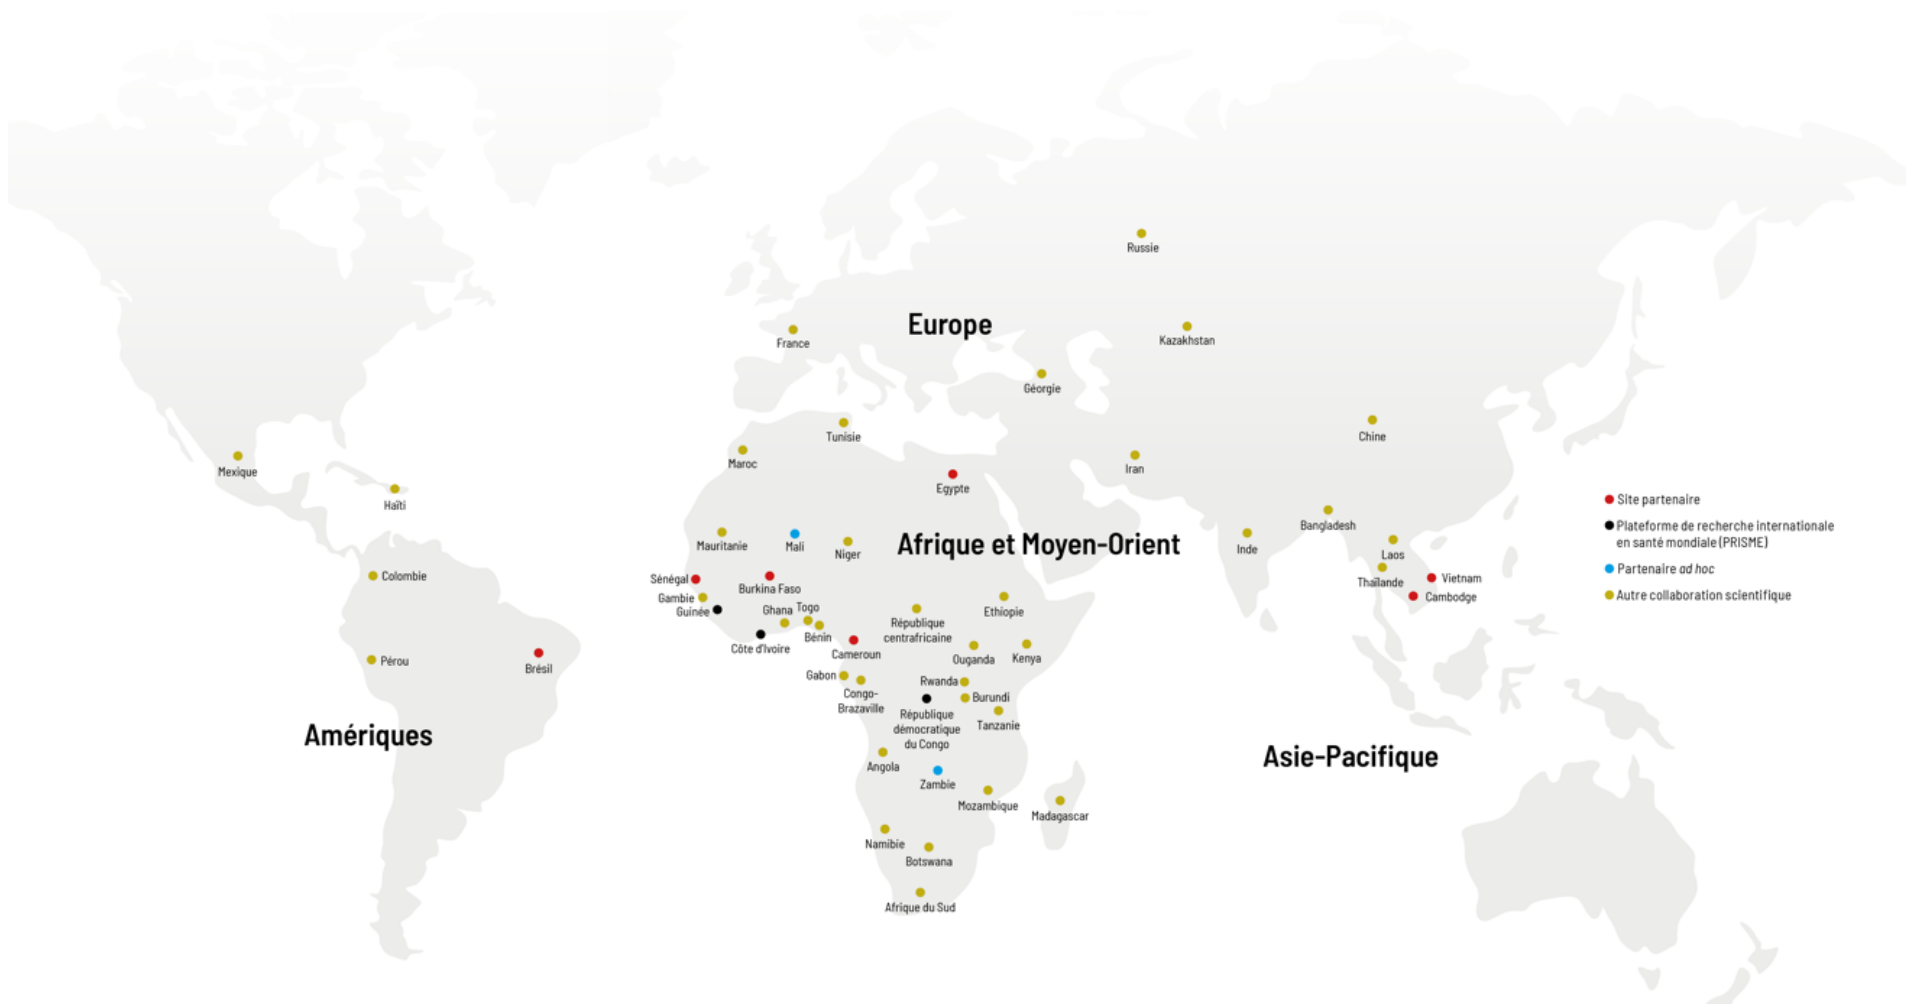 Russie
Europe
France
Kazakhstan
Géorgie
Tunisie
Chine
Maroc
Iran
Mexique
Egypte
Haïti
Site partenaire
Plateforme de recherche internationale
en santé mondiale (PRISME)
Partenaire ad hoc
Autre collaboration scientifique
Bangladesh
Mauritanie
Mali
Niger
Afrique et Moyen-Orient
Inde
Laos
Colombie
Sénégal
Burkina Faso
Thaïlande
Vietnam
Gambie
Cambodge
Guinée
Ghana
Togo
Ethiopie
République
centrafricaine
Bénin
Côte d'Ivoire
Cameroun
Ouganda
Kenya
Pérou
Brésil
Gabon
Rwanda
Congo-
Brazaville
Burundi
République
démocratique
du Congo
Tanzanie
Amériques
Asie-Pacifique
Angola
Zambie
Mozambique
Madagascar
Namibie
Botswana
Afrique du Sud